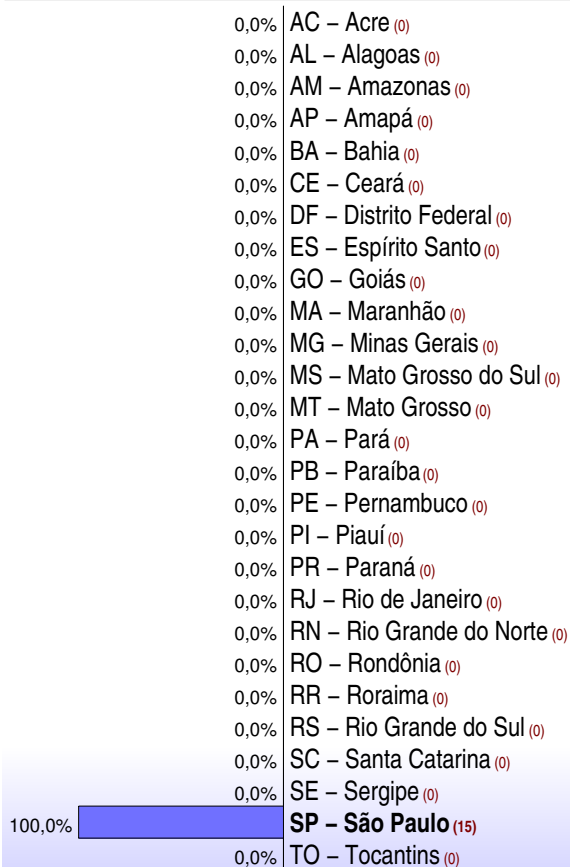 0,0% AC – Acre (0)
0,0% AL – Alagoas (0)
0,0% AM – Amazonas (0)
0,0% AP – Amapá (0)
0,0% BA – Bahia (0)
0,0% CE – Ceará (0)
0,0% DF – Distrito Federal (0)
0,0% ES – Espírito Santo (0)
0,0% GO – Goiás (0)
0,0% MA – Maranhão (0)
0,0% MG – Minas Gerais (0)
0,0% MS – Mato Grosso do Sul (0)
0,0% MT – Mato Grosso (0)
0,0% PA – Pará (0)
0,0% PB – Paraíba (0)
0,0% PE – Pernambuco (0)
0,0% PI – Piauí (0)
0,0% PR – Paraná (0)
0,0% RJ – Rio de Janeiro (0)
0,0% RN – Rio Grande do Norte (0)
0,0% RO – Rondônia (0)
0,0% RR – Roraima (0)
0,0% RS – Rio Grande do Sul (0)
0,0% SC – Santa Catarina (0)
0,0% SE – Sergipe (0)
100,0% SP – São Paulo (15)
0,0% TO – Tocantins (0)